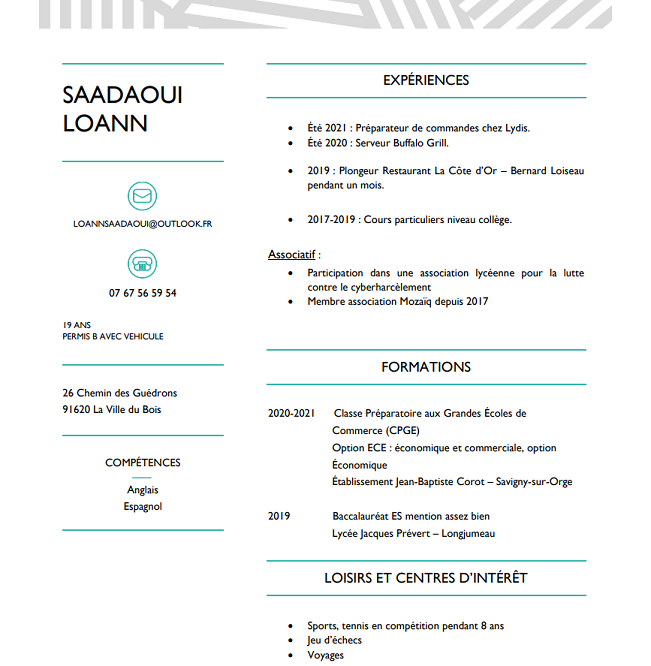 SAADAOUI
LOANN
LOANNSAADAOUI@OUTLOOK.FR
07 67 56 59 54
19 ANS
PERMIS B AVEC VEHICULE
26 Chemin des Guédrons
91620 La Ville du Bois
COMPÉTENCES
Anglais
Espagnol
EXPÉRIENCES
• Été 2021 : Préparateur de commandes chez Lydis.
• Été 2020 : Serveur Buffalo Grill.
• 2019 : Plongeur Restaurant La Côte d’Or – Bernard Loiseau
pendant un mois.
• 2017-2019 : Cours particuliers niveau collège.
Associatif :
• Participation dans une association lycéenne pour la lutte
contre le cyberharcèlement
• Membre association Mozaïq depuis 2017
FORMATIONS
2020-2021 Classe Préparatoire aux Grandes Écoles de
Commerce (CPGE)
Option ECE : économique et commerciale, option
Économique
Établissement Jean-Baptiste Corot – Savigny-sur-Orge
2019 Baccalauréat ES mention assez bien
Lycée Jacques Prévert – Longjumeau
LOISIRS ET CENTRES D’INTÉRÊT
• Sports, tennis en compétition pendant 8 ans
• Jeu d’échecs
• Voyages